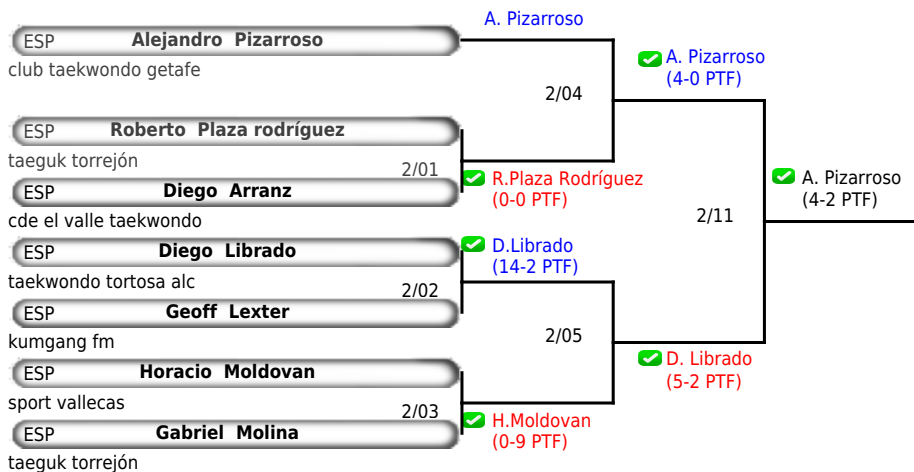 ESP Alejandro Pizarroso
club taekwondo getafe
ESP Roberto Plaza rodríguez
taeguk torrejón
ESP Diego Arranz
cde el valle taekwondo
ESP Diego Librado
taekwondo tortosa alc
ESP Geoff Lexter
kumgang fm
ESP Horacio Moldovan
sport vallecas
ESP Gabriel Molina
taeguk torrejón
2/01
2/02
2/03
A. Pizarroso
R.Plaza Rodríguez
(0-0 PTF)
D.Librado
(14-2 PTF)
H.Moldovan
(0-9 PTF)
2/04
2/05
A. Pizarroso
(4-0 PTF)
D. Librado
(5-2 PTF)
2/11
A. Pizarroso
(4-2 PTF)